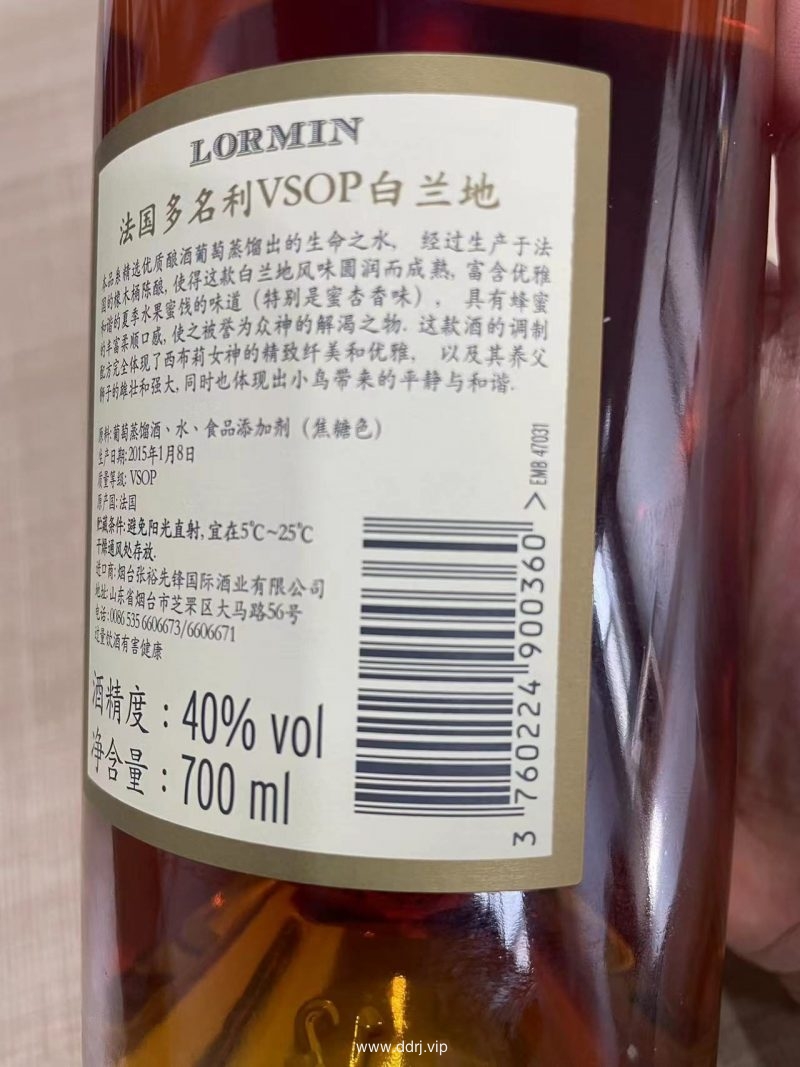 LORMIN
法国多名利VSOP白兰地
本品系精选优质酿酒葡萄蒸馏出的生命之水, 经过生产于法
国的橡木桶陈酿, 使得这款白兰地风味圆润而成熟, 富含优雅
和谐的夏季水果蜜饯的味道（特别是蜜杏香味）, 具有蜂蜜
的丰富柔顺口感, 使之被誉为众神的解渴之物. 这款酒的调制
配方完全体现了西布莉女神的精致纤美和优雅, 以及其养父
狮子的雄壮和强大, 同时也体现出小鸟带来的平静与和谐.
原料:葡萄蒸馏酒、水、食品添加剂（焦糖色）
生产日期:2015年1月8日
质量等级: VSOP
原产国:法国
贮藏条件:避免阳光直射, 宜在5℃~25℃
干燥通风处存放.
进口商:烟台张裕先锋国际酒业有限公司
地址:山东省烟台市芝罘区大马路56号
电话:0086 535 6606673/6606671
过量饮酒有害健康
酒精度：40% vol
净含量：700 ml
EMB 47031
3 760224 900360 >
www.ddrj.vip